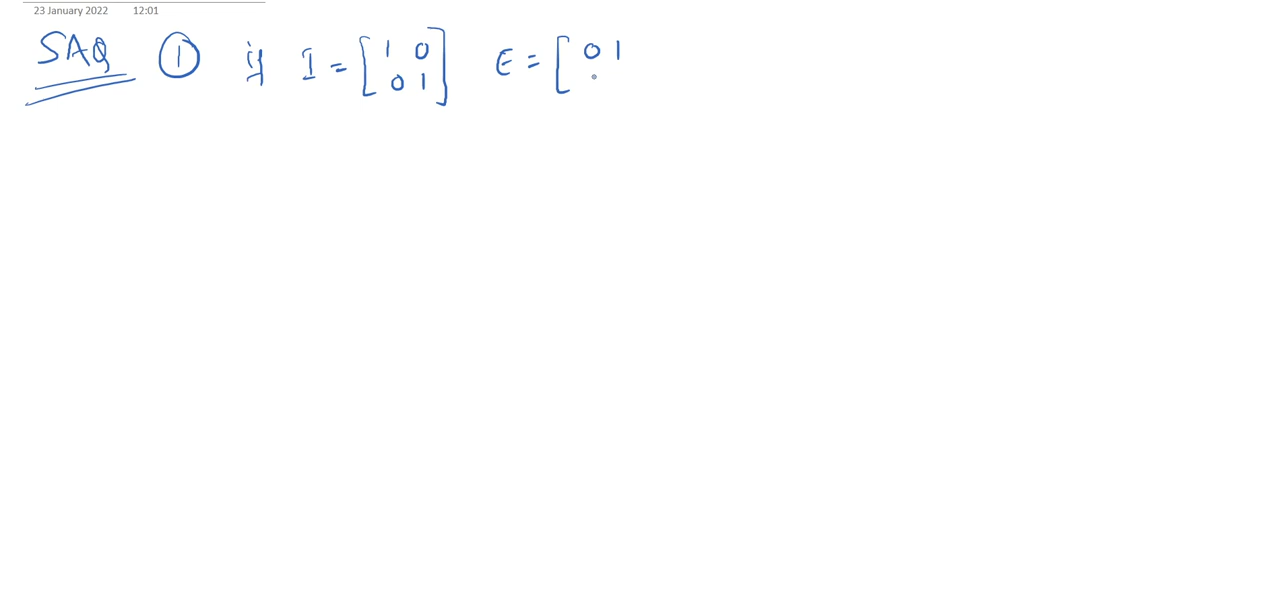 23 January 2022 12:01
SAQ ① if I = [ 1 0 E = [ 0 1
0 1 ]